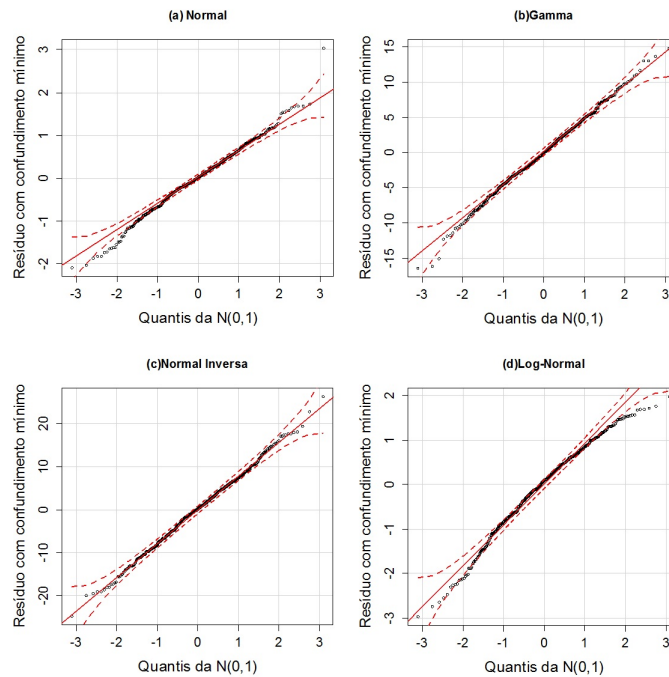 (a) Normal
Resíduo com confundimento mínimo
3
2
1
0
-1
-2
-3 -2 -1 0 1 2 3
Quantis da N(0,1)
(b)Gamma
Resíduo com confundimento mínimo
15
10
5
0
-5
-10
-15
-3 -2 -1 0 1 2 3
Quantis da N(0,1)
(c)Normal Inversa
Resíduo com confundimento mínimo
20
10
0
-10
-20
-3 -2 -1 0 1 2 3
Quantis da N(0,1)
(d)Log-Normal
Resíduo com confundimento mínimo
2
1
0
-1
-2
-3
-3 -2 -1 0 1 2 3
Quantis da N(0,1)